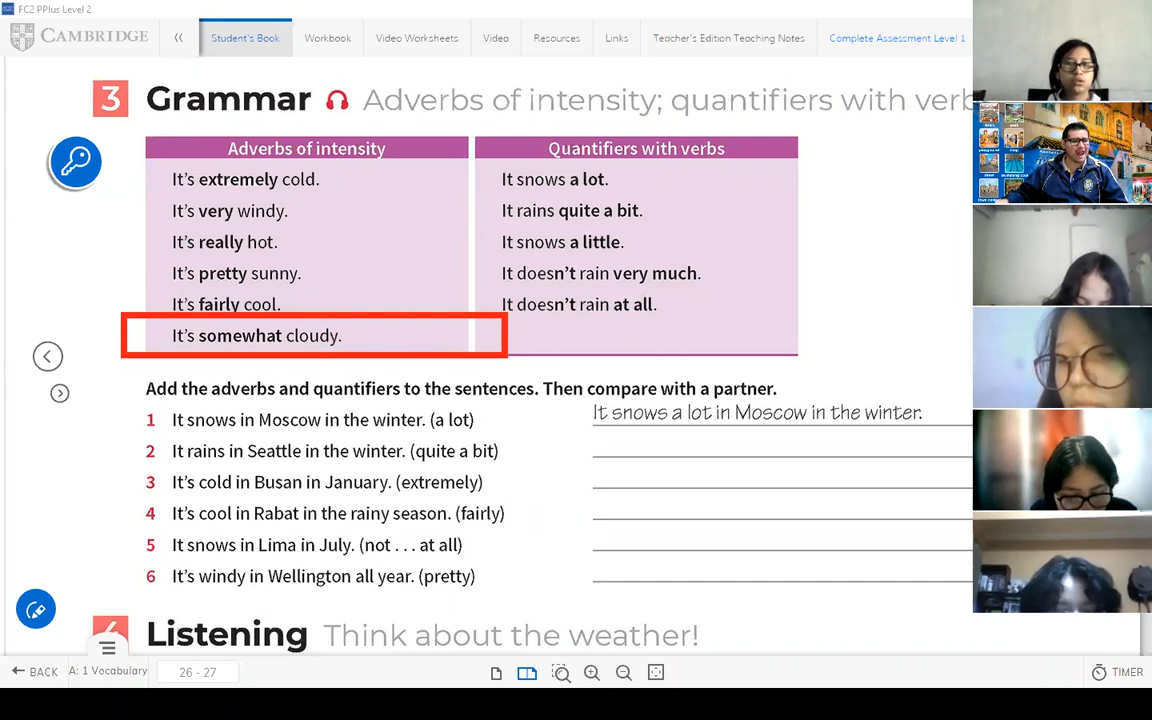 FC2 PPlus Level 2
CAMBRIDGE
Student's Book
Workbook
Video Worksheets
Video
Resources
Links
Teacher's Edition Teaching Notes
Complete Assessment Level 1
3 Grammar Adverbs of intensity; quantifiers with verb
Adverbs of intensity
It's extremely cold.
It's very windy.
It's really hot.
It's pretty sunny.
It's fairly cool.
It's somewhat cloudy.
Quantifiers with verbs
It snows a lot.
It rains quite a bit.
It snows a little.
It doesn't rain very much.
It doesn't rain at all.
Add the adverbs and quantifiers to the sentences. Then compare with a partner.
1 It snows in Moscow in the winter. (a lot)
It snows a lot in Moscow in the winter.
2 It rains in Seattle in the winter. (quite a bit)
3 It's cold in Busan in January. (extremely)
4 It's cool in Rabat in the rainy season. (fairly)
5 It snows in Lima in July. (not . . . at all)
6 It's windy in Wellington all year. (pretty)
Listening Think about the weather!
BACK
A: 1 Vocabulary
26 - 27
TIMER